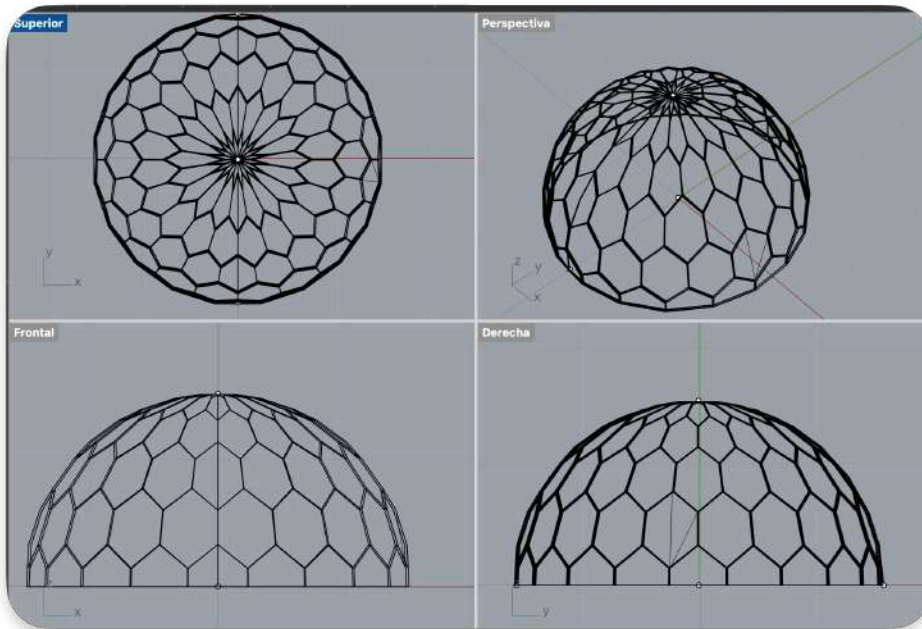 Superior
Perspectiva
y
x
z
y
x
Frontal
Derecha
x
y